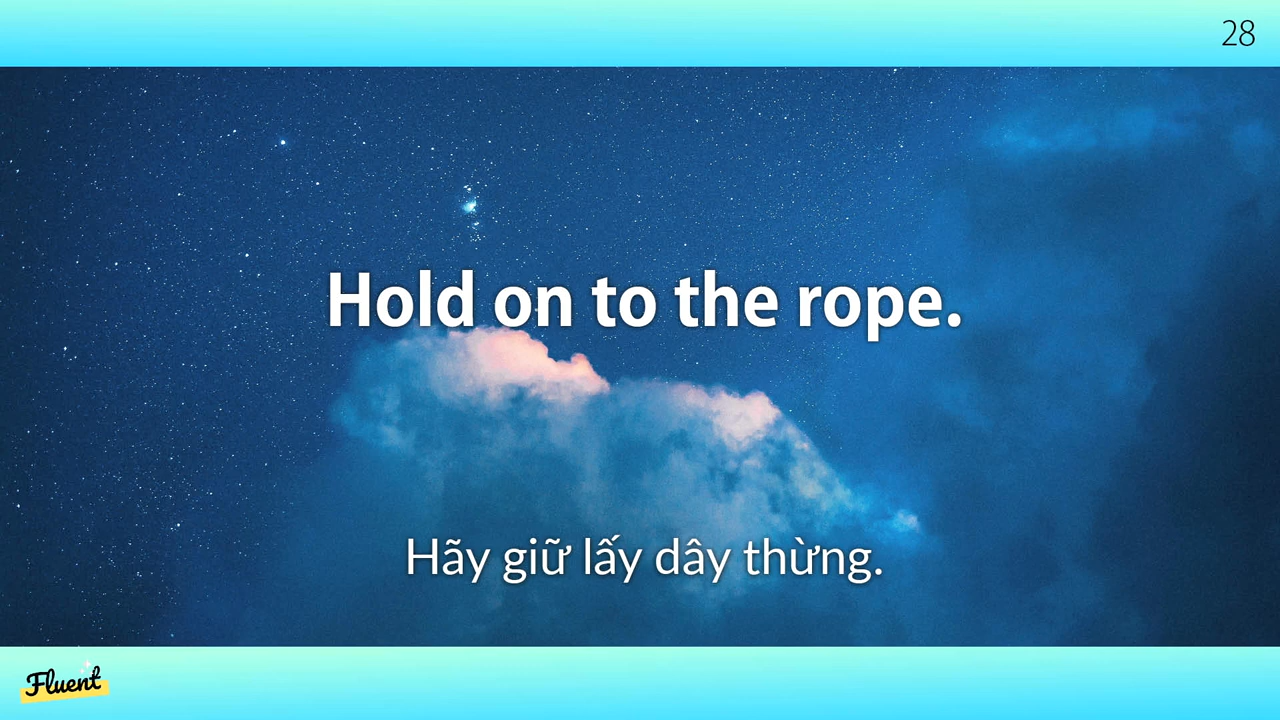 28
Hold on to the rope.
Hãy giữ lấy dây thừng.
Fluent